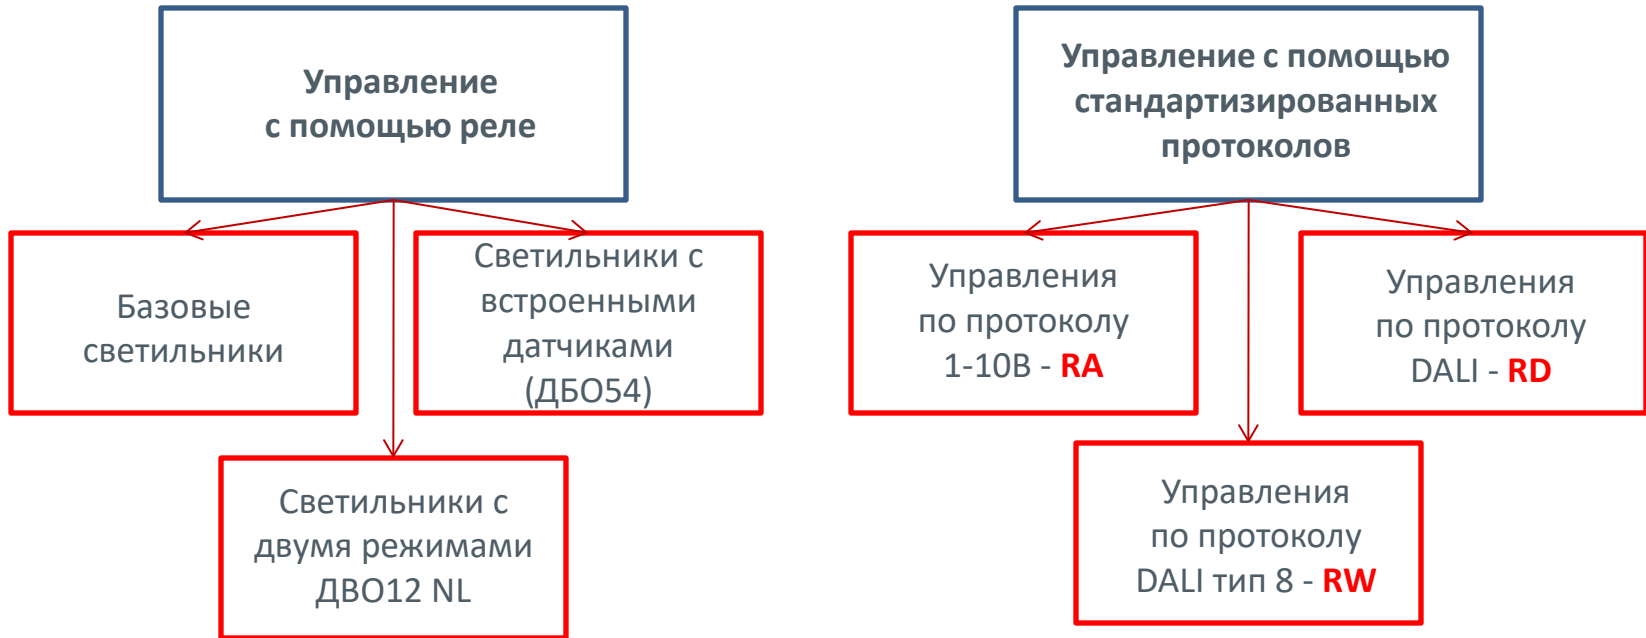 Управление
с помощью реле
Базовые
светильники
Светильники с
встроенными
датчиками
(ДБО54)
Светильники с
двумя режимами
ДВО12 NL
Управление с помощью
стандартизированных
протоколов
Управления
по протоколу
1-10В - RA
Управления
по протоколу
DALI - RD
Управления
по протоколу
DALI тип 8 - RW